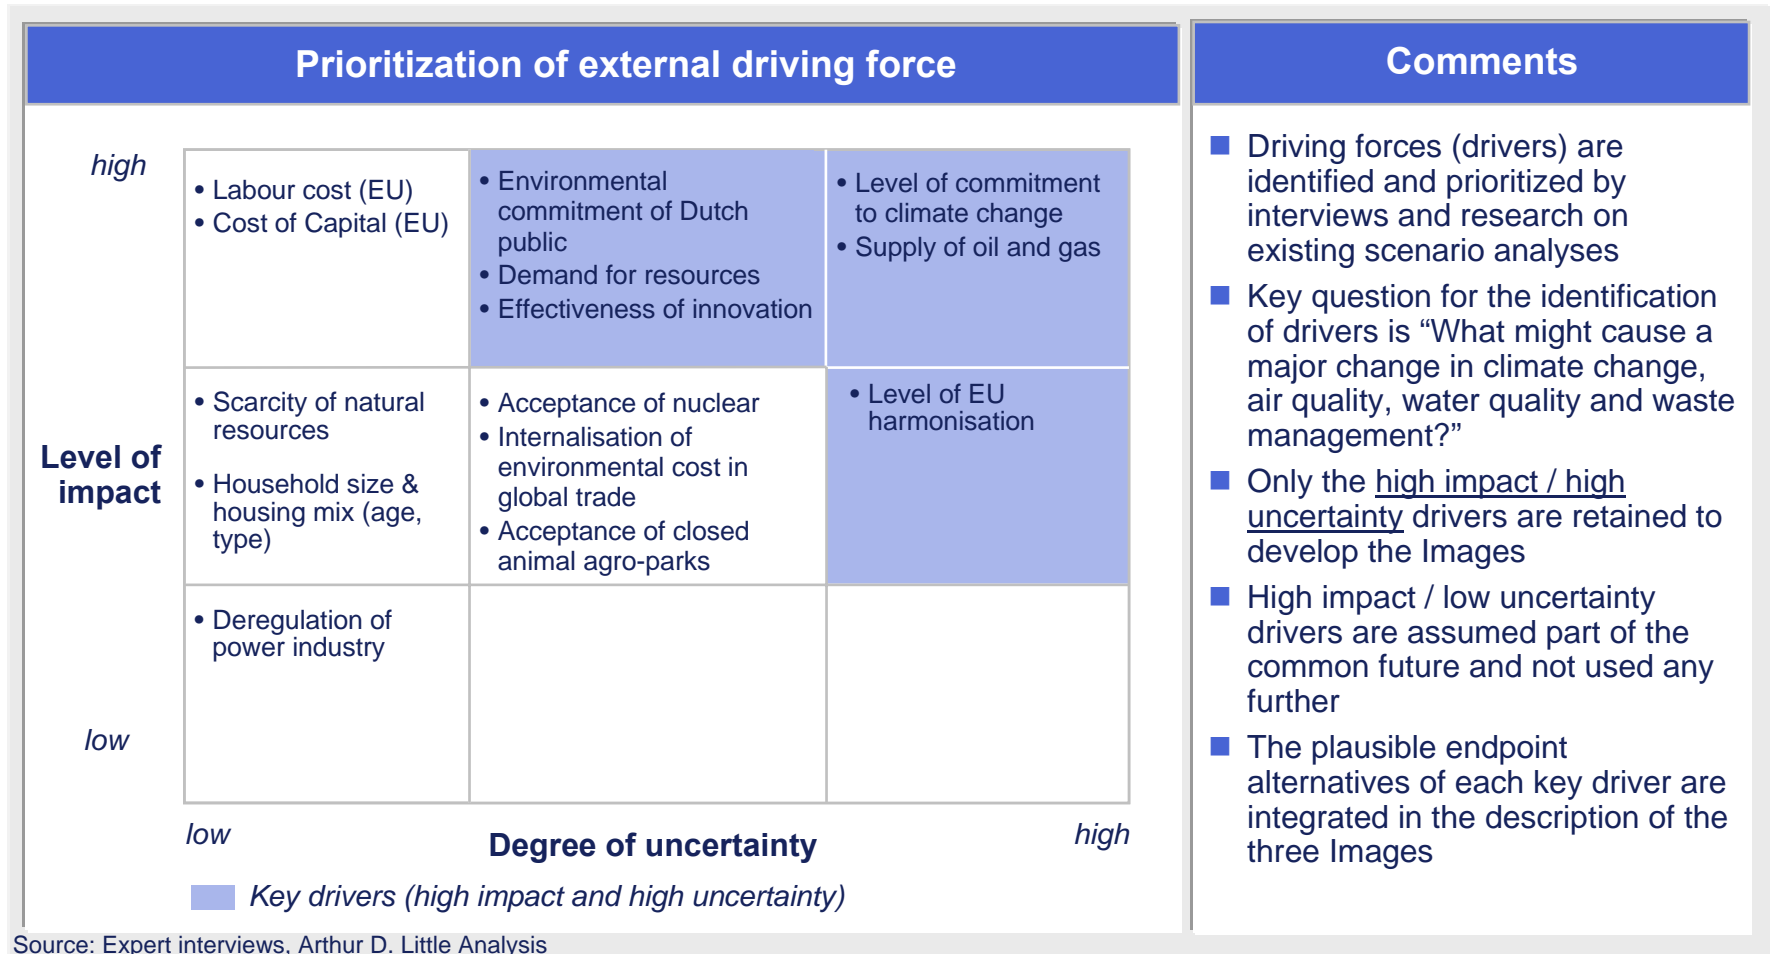 Prioritization of external driving force
high
• Labour cost (EU)
• Cost of Capital (EU)
• Environmental
commitment of Dutch
public
• Demand for resources
• Effectiveness of innovation
• Level of commitment
to climate change
• Supply of oil and gas
Level of
impact
• Scarcity of natural
resources
• Household size &
housing mix (age,
type)
• Acceptance of nuclear
• Internalisation of
environmental cost in
global trade
• Acceptance of closed
animal agro-parks
• Level of EU
harmonisation
• Deregulation of
power industry
low
low
Degree of uncertainty
high
Key drivers (high impact and high uncertainty)
Comments
Driving forces (drivers) are
identified and prioritized by
interviews and research on
existing scenario analyses
Key question for the identification
of drivers is “What might cause a
major change in climate change,
air quality, water quality and waste
management?”
Only the high impact / high
uncertainty drivers are retained to
develop the Images
High impact / low uncertainty
drivers are assumed part of the
common future and not used any
further
The plausible endpoint
alternatives of each key driver are
integrated in the description of the
three Images
Source: Expert interviews, Arthur D. Little Analysis